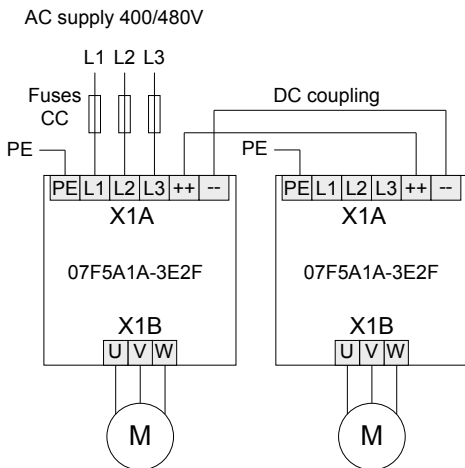 AC supply 400/480V
L1 L2 L3
Fuses CC
DC coupling
PE
PE
PE L1 L2 L3 ++ --
PE L1 L2 L3 ++ --
X1A
X1A
07F5A1A-3E2F
07F5A1A-3E2F
X1B
X1B
U V W
U V W
M
M